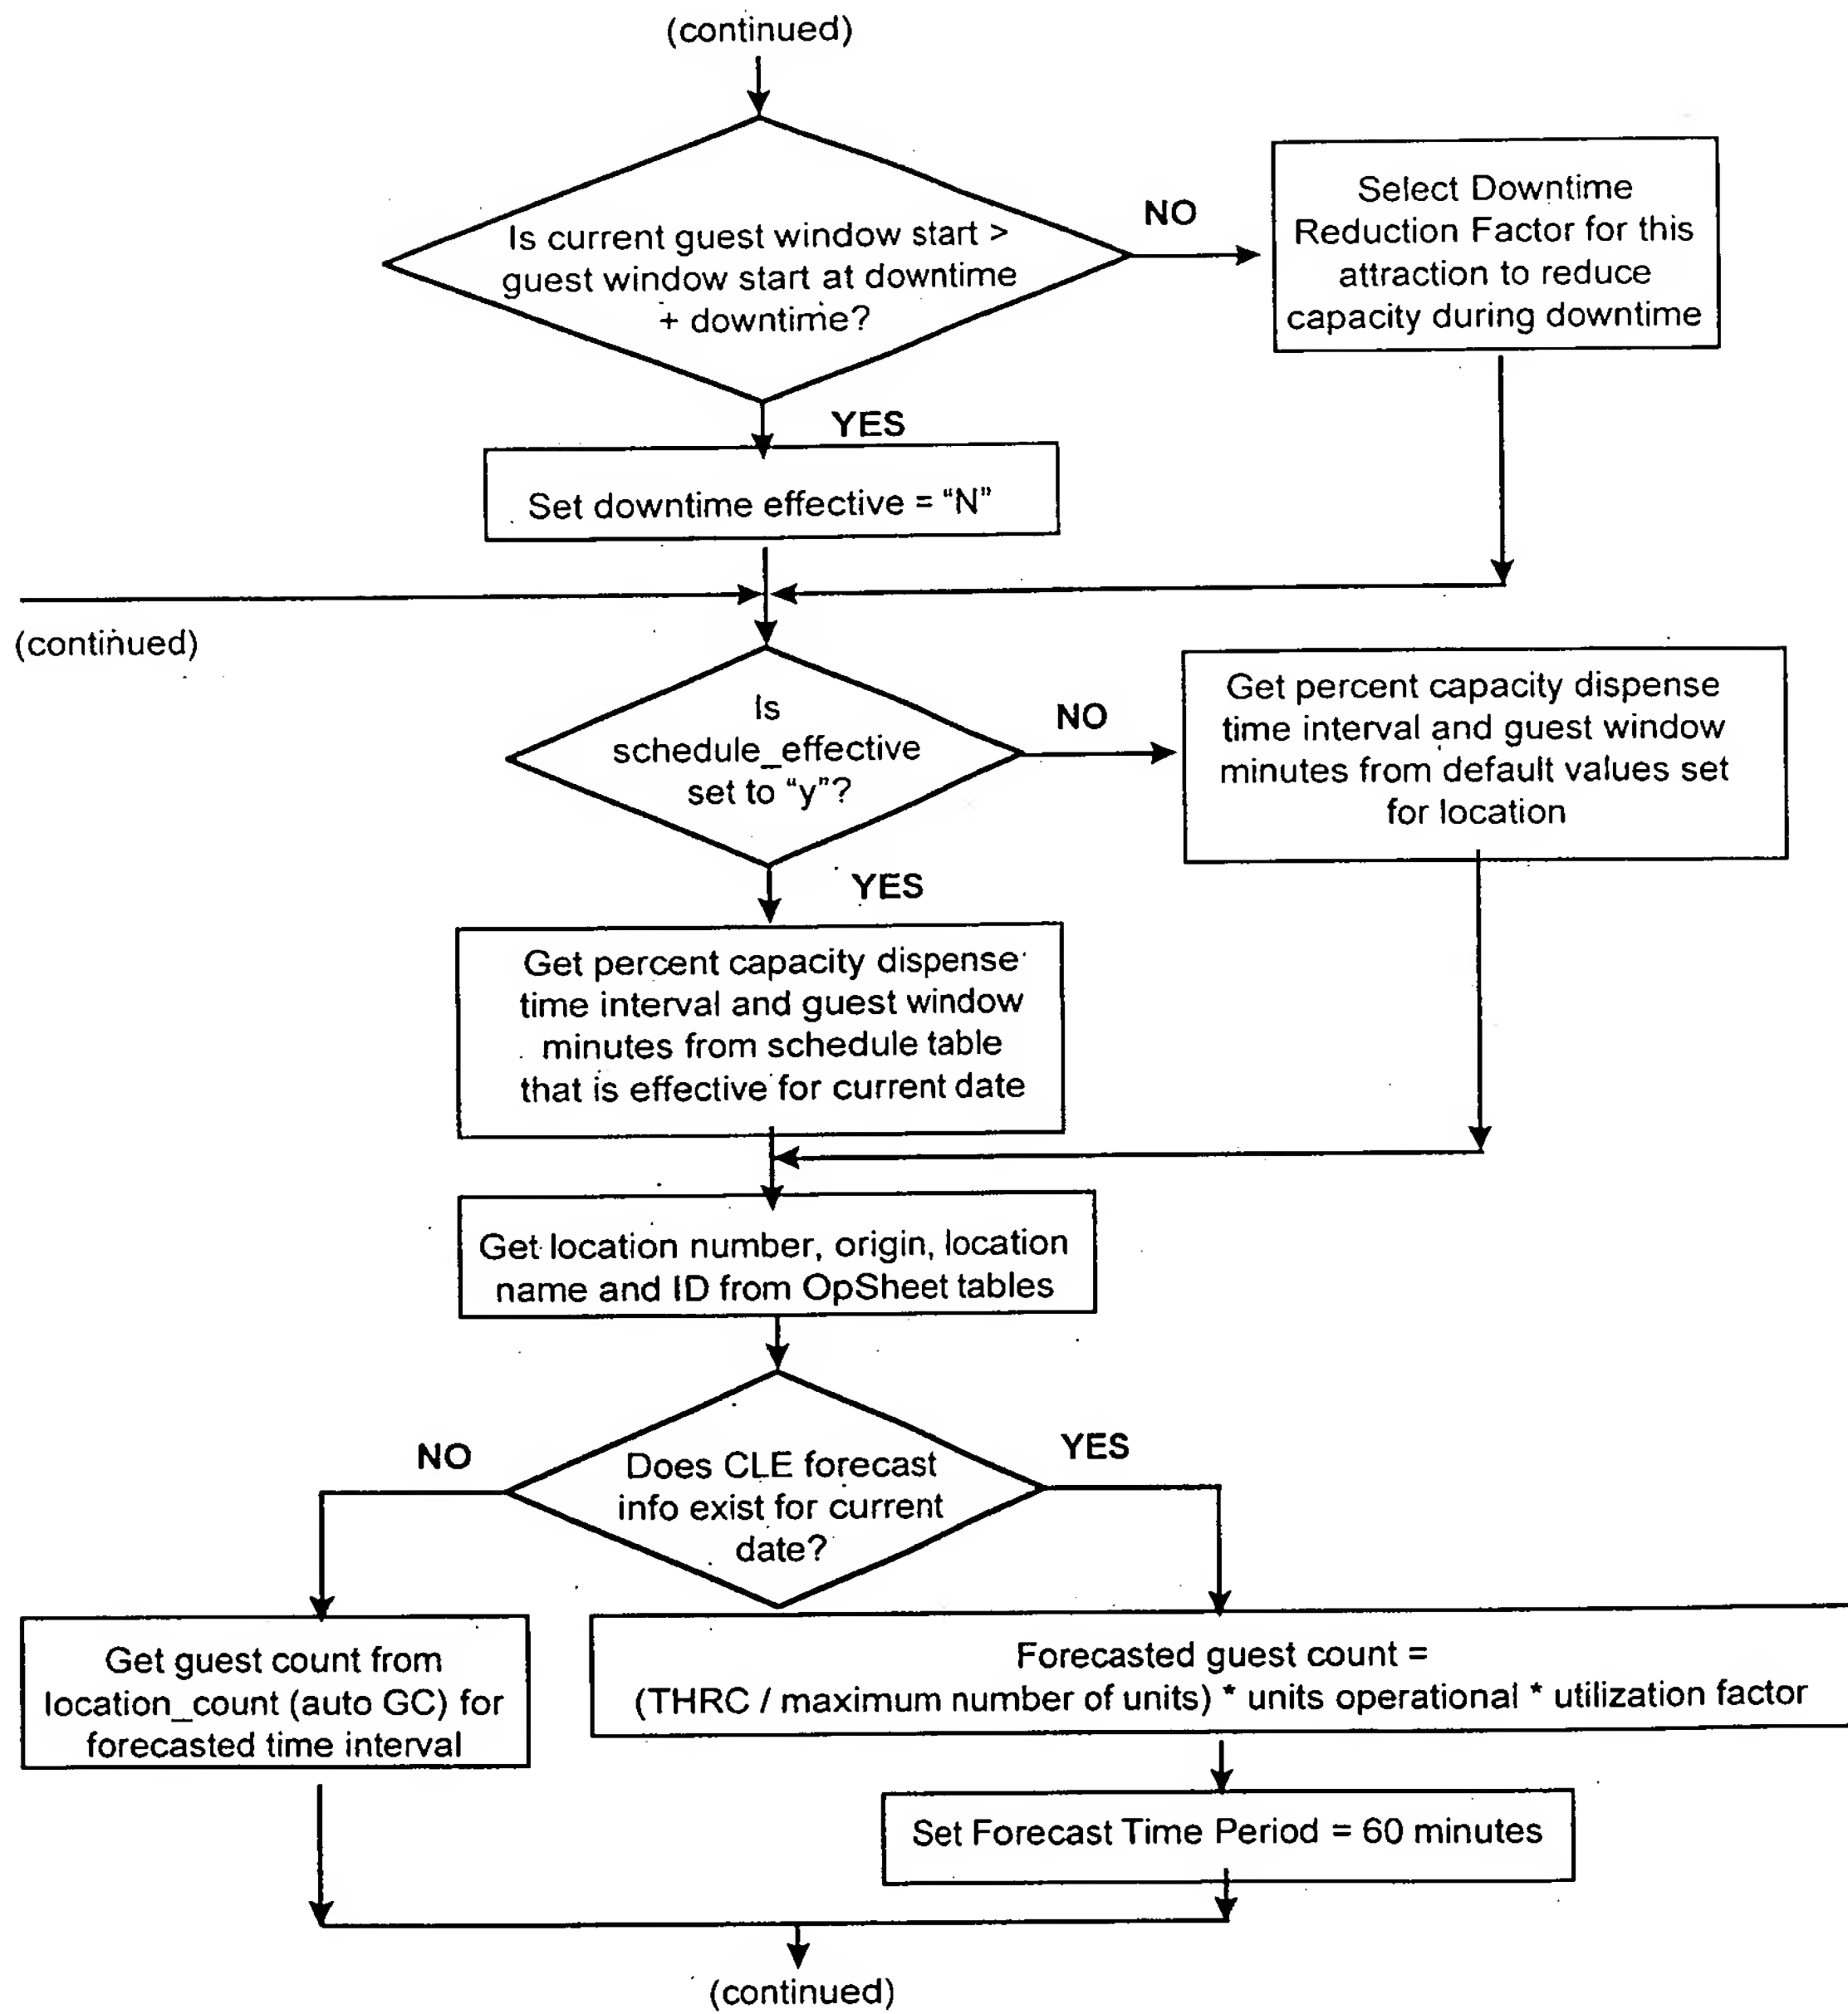 (continued)
Is current guest window start >
guest window start at downtime
+ downtime?
NO
Select Downtime
Reduction Factor for this
attraction to reduce
capacity during downtime
YES
Set downtime effective = “N”
(continued)
Is
schedule_effective
set to “y”?
NO
Get percent capacity dispense
time interval and guest window
minutes from default values set
for location
YES
Get percent capacity dispense
time interval and guest window
minutes from schedule table
that is effective for current date
Get location number, origin, location
name and ID from OpSheet tables
Does CLE forecast
info exist for current
date?
NO
YES
Get guest count from
location_count (auto GC) for
forecasted time interval
Forecasted guest count =
(THRC / maximum number of units) * units operational * utilization factor
Set Forecast Time Period = 60 minutes
(continued)